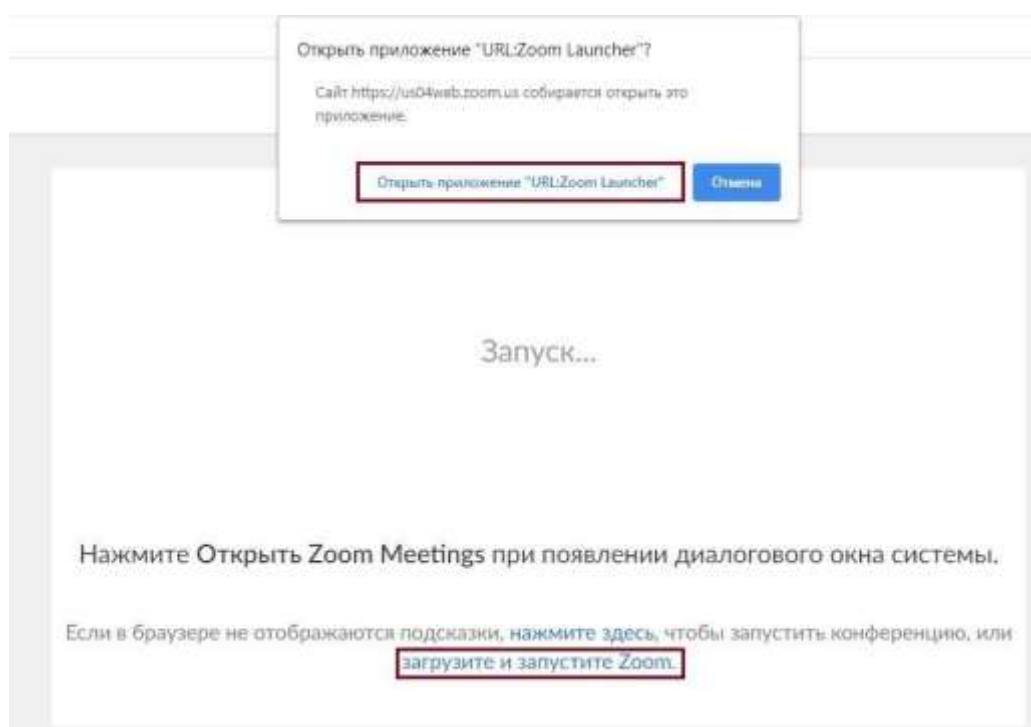 Открыть приложение "URL:Zoom Launcher"?
Сайт https://us04web.zoom.us собирается открыть это
приложение.
Открыть приложение "URL:Zoom Launcher"
Отмена
Запуск...
Нажмите Открыть Zoom Meetings при появлении диалогового окна системы.
Если в браузере не отображаются подсказки, нажмите здесь, чтобы запустить конференцию, или
загрузите и запустите Zoom.